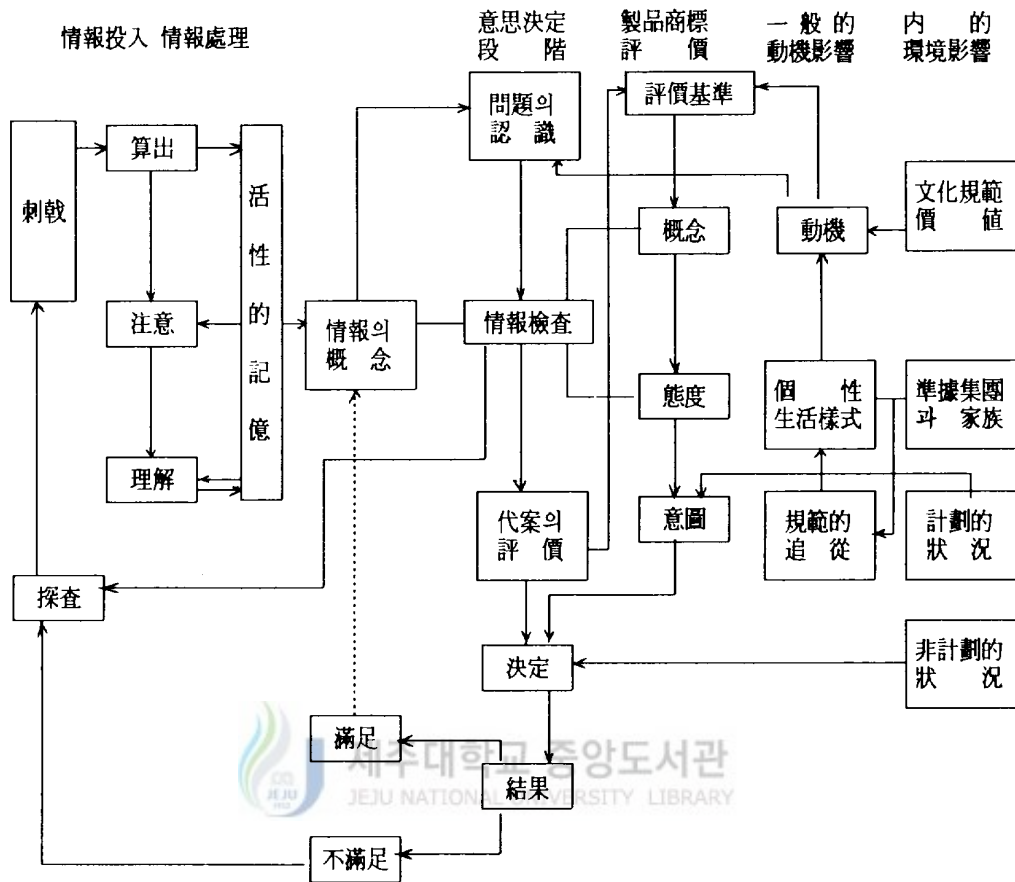 情報投入 情報處理
意思決定
段階
製品商標
評價
一般的
動機影響
内的
環境影響
刺戟
算出
注意
理解
探査
活性的記憶
情報의
概念
問題의
認識
情報檢査
代案의
評價
決定
結果
滿足
不滿足
評價基準
概念
態度
意圖
動機
個性
生活樣式
規範的
追從
文化規範
價値
準據集團
과 家族
計劃的
狀況
非計劃的
狀況
제주대학교 중앙도서관
JEJU NATIONAL UNIVERSITY LIBRARY
JEJU